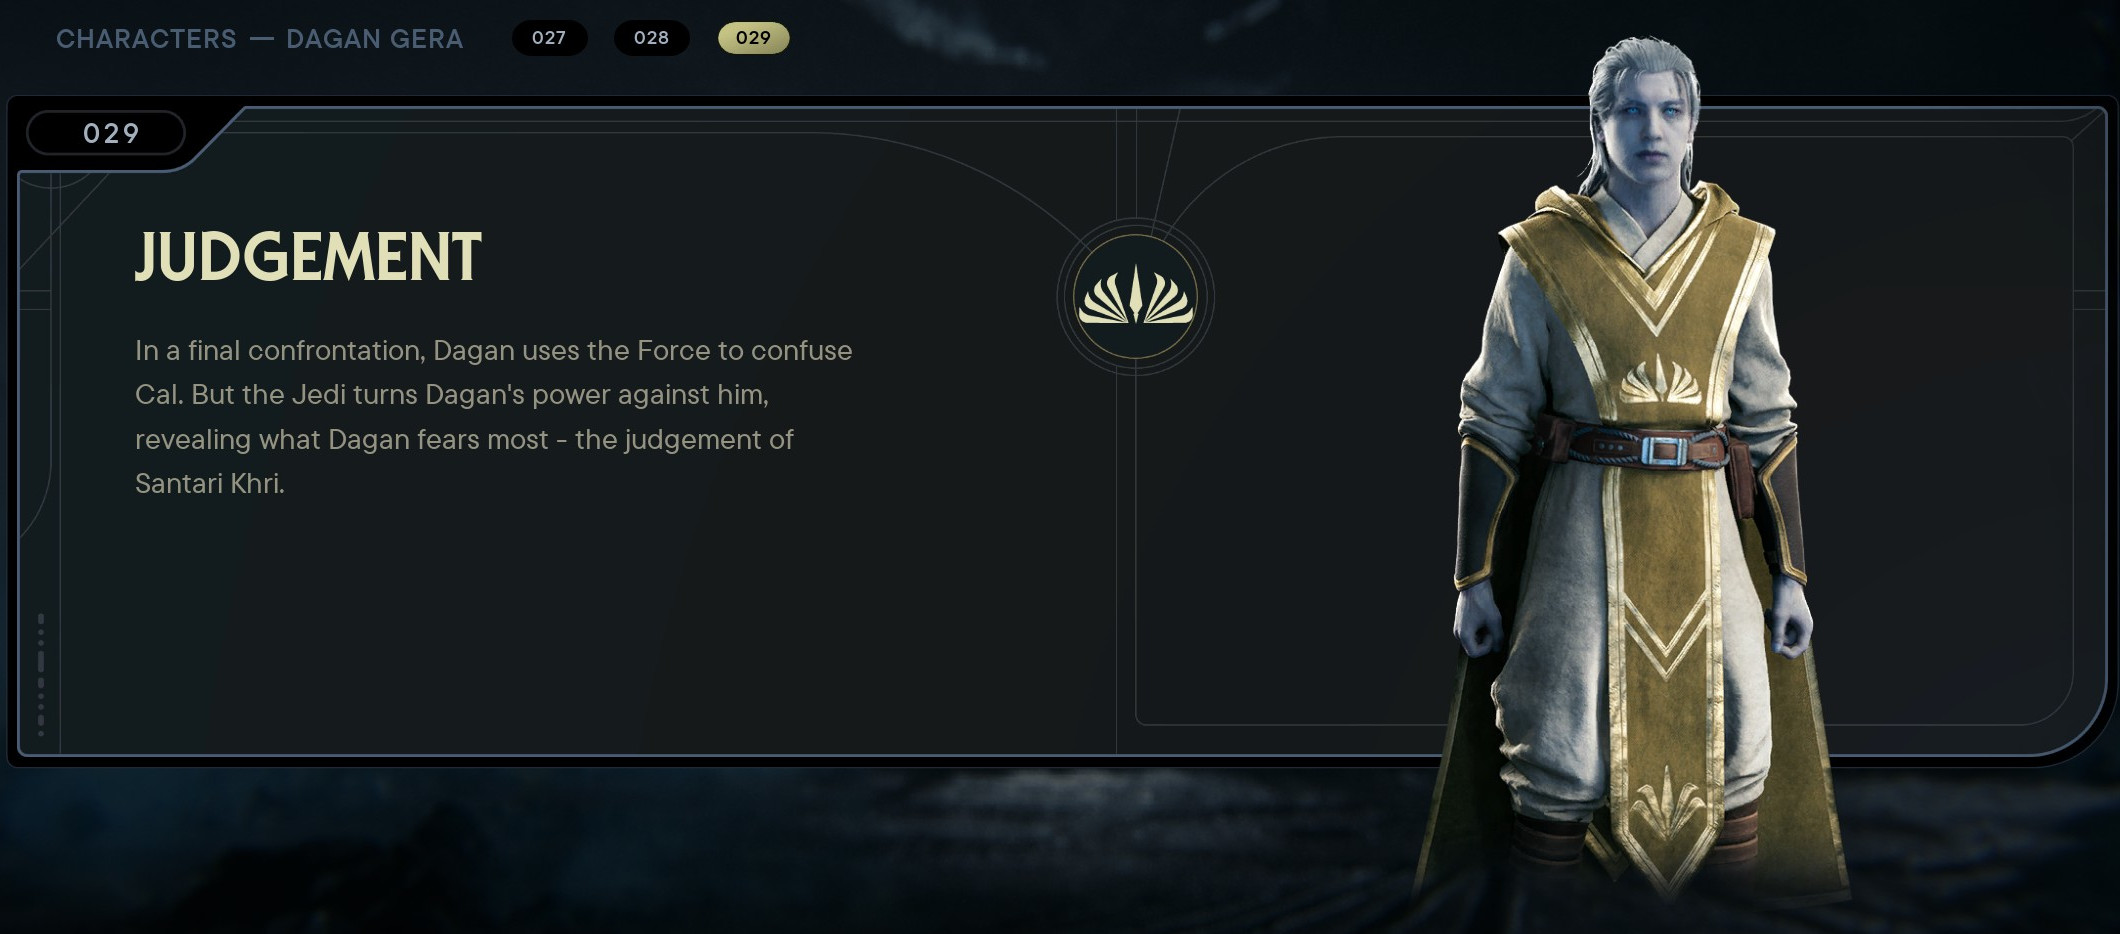 CHARACTERS — DAGAN GERA 027 028 029
029
JUDGEMENT
In a final confrontation, Dagan uses the Force to confuse
Cal. But the Jedi turns Dagan's power against him,
revealing what Dagan fears most - the judgement of
Santari Khri.